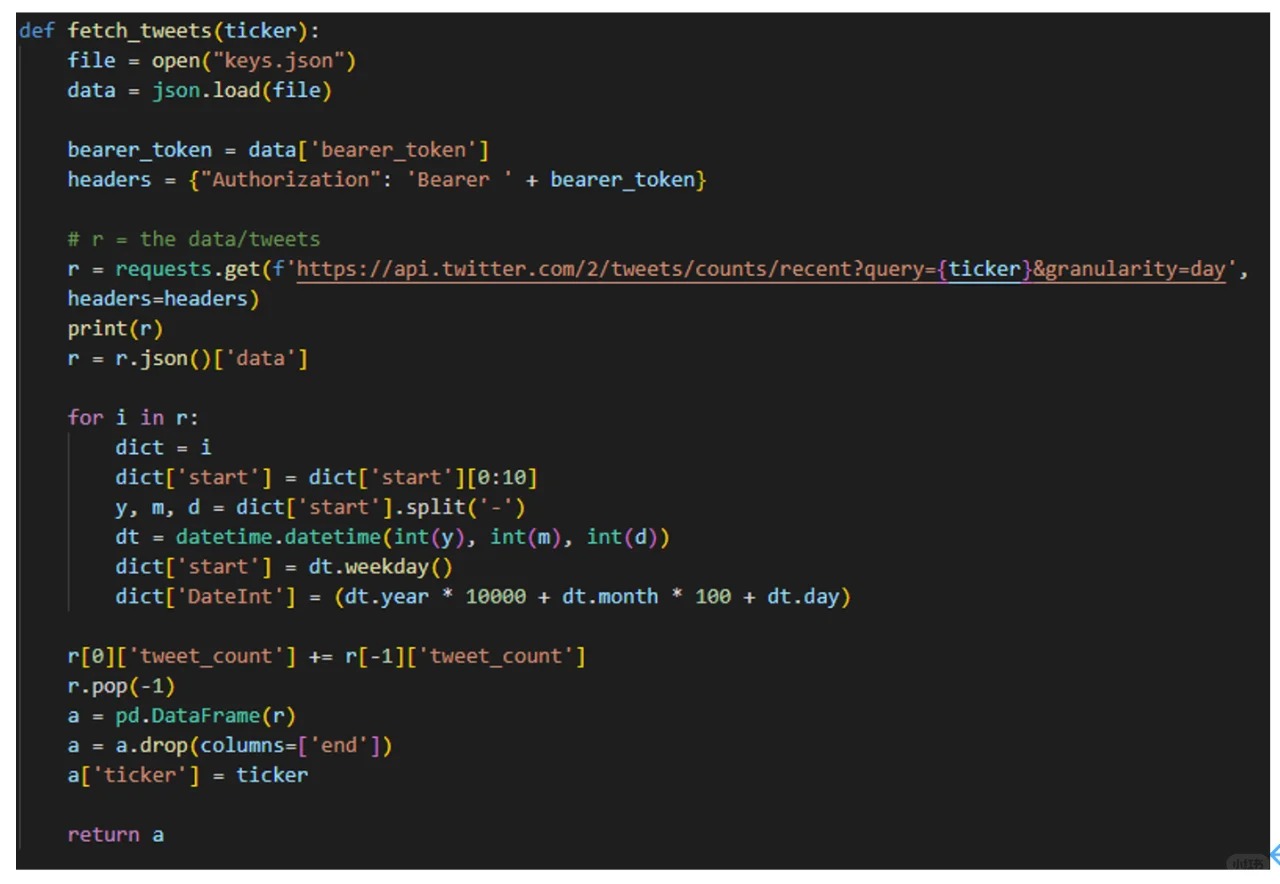 def fetch_tweets(ticker):
    file = open("keys.json")
    data = json.load(file)

    bearer_token = data['bearer_token']
    headers = {"Authorization": 'Bearer ' + bearer_token}

    # r = the data/tweets
    r = requests.get(f'https://api.twitter.com/2/tweets/counts/recent?query={ticker}&granularity=day',
    headers=headers)
    print(r)
    r = r.json()['data']

    for i in r:
        dict = i
        dict['start'] = dict['start'][0:10]
        y, m, d = dict['start'].split('-')
        dt = datetime.datetime(int(y), int(m), int(d))
        dict['start'] = dt.weekday()
        dict['DateInt'] = (dt.year * 10000 + dt.month * 100 + dt.day)

    r[0]['tweet_count'] += r[-1]['tweet_count']
    r.pop(-1)
    a = pd.DataFrame(r)
    a = a.drop(columns=['end'])
    a['ticker'] = ticker

    return a
小红书